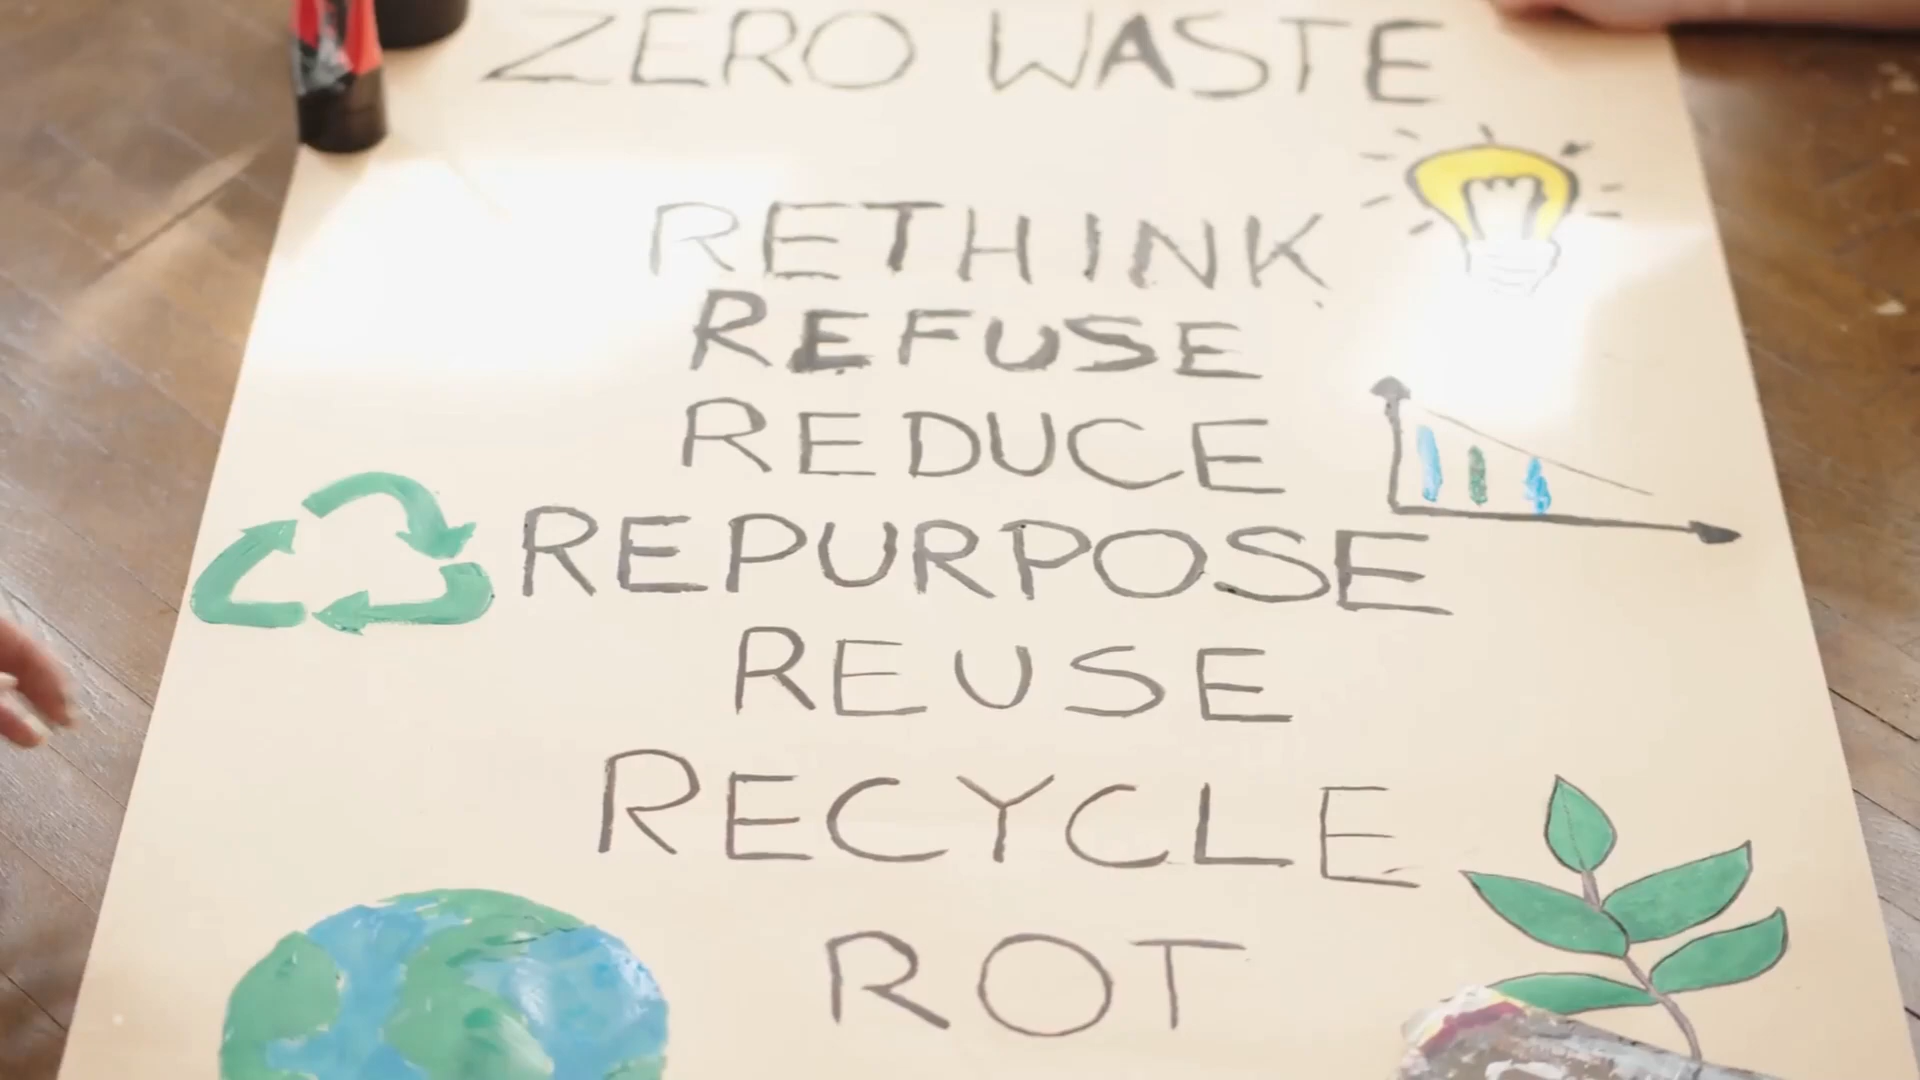 ZERO WASTE
RETHINK
REFUSE
REDUCE
REPURPOSE
REUSE
RECYCLE
ROT